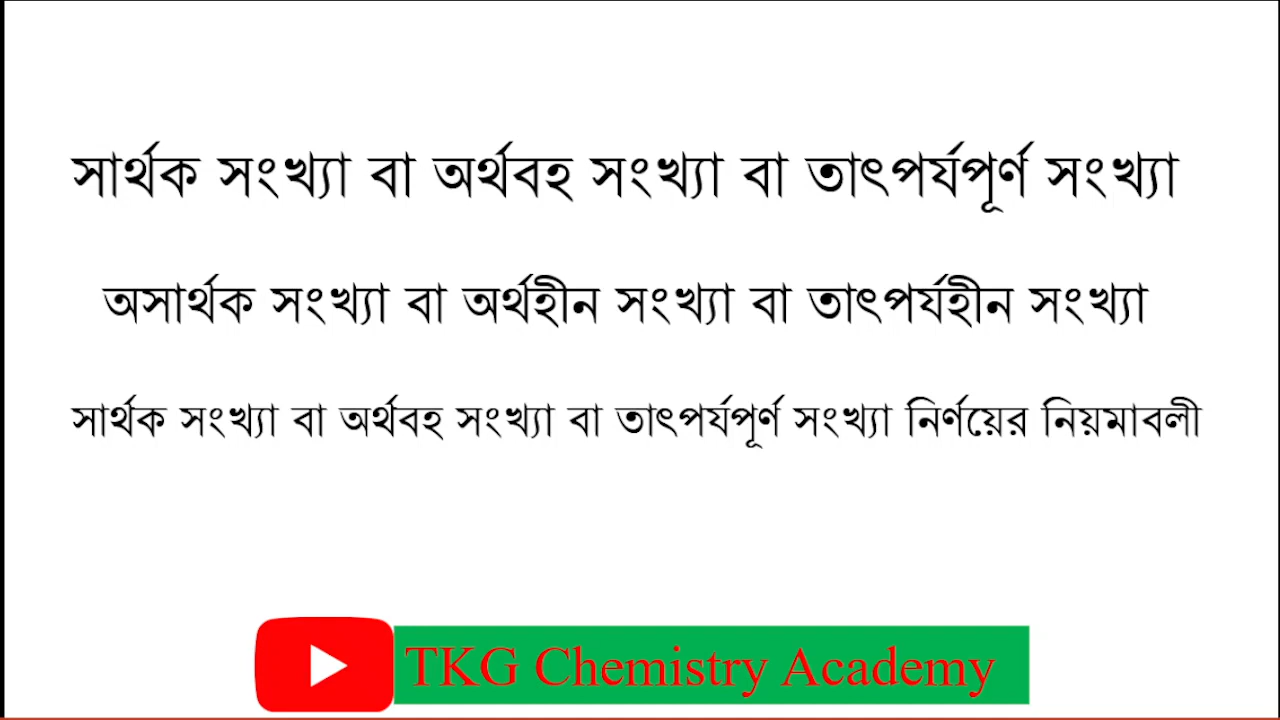 সার্থক সংখ্যা বা অর্থবহ সংখ্যা বা তাৎপর্যপূর্ণ সংখ্যা
অসার্থক সংখ্যা বা অর্থহীন সংখ্যা বা তাৎপর্যহীন সংখ্যা
সার্থক সংখ্যা বা অর্থবহ সংখ্যা বা তাৎপর্যপূর্ণ সংখ্যা নির্ণয়ের নিয়মাবলী
TKG Chemistry Academy